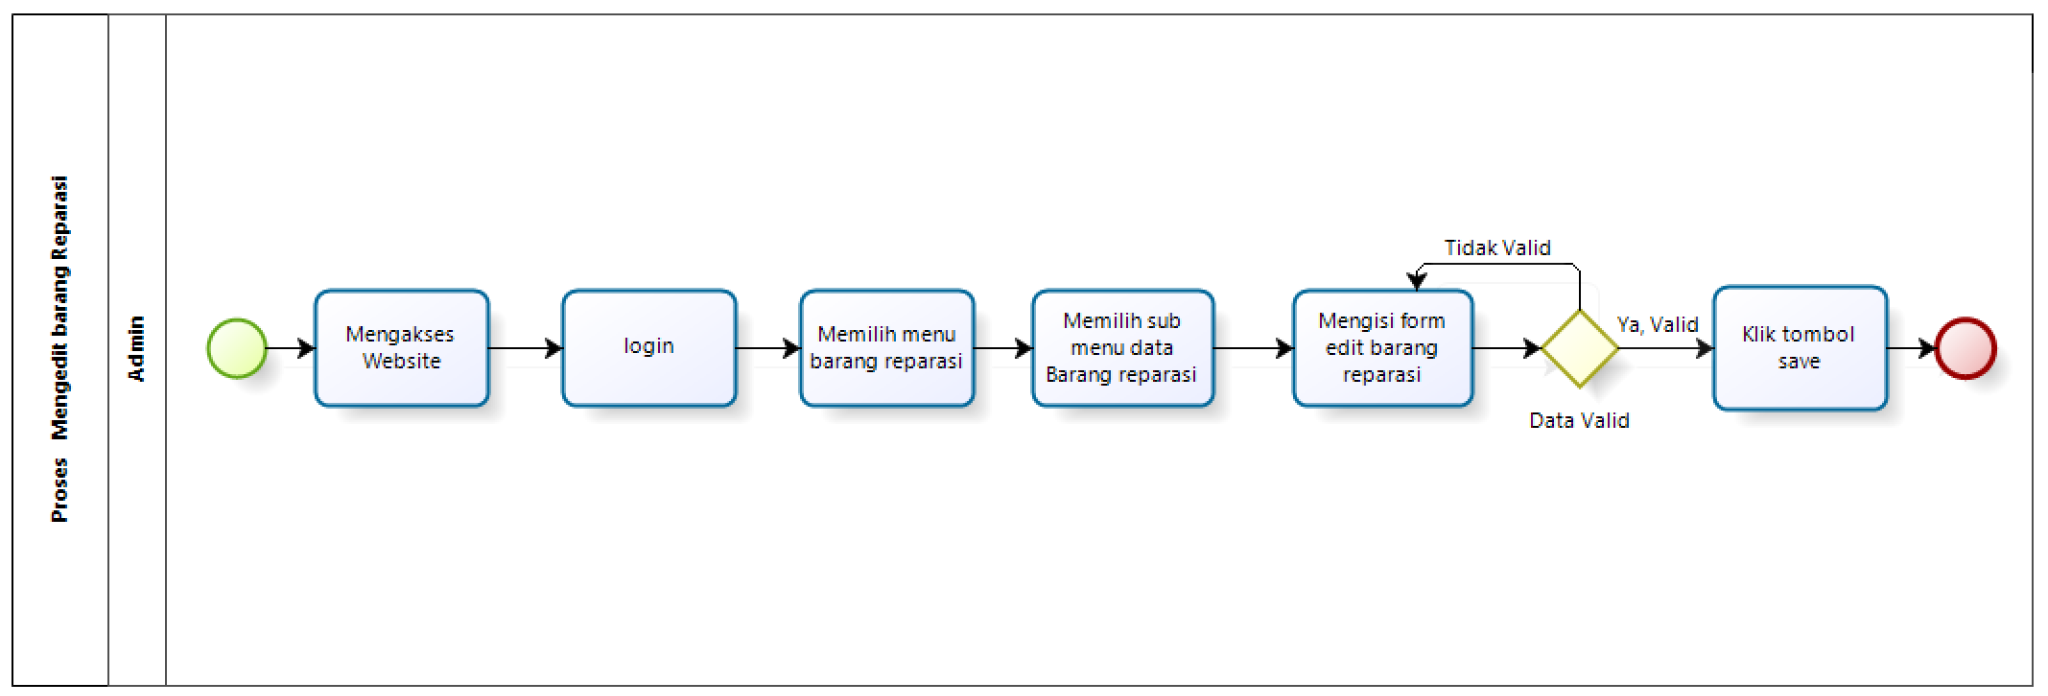 Proses Mengedit barang Reparasi
Admin
Mengakses
Website
login
Memilih menu
barang reparasi
Memilih sub
menu data
Barang reparasi
Mengisi form
edit barang
reparasi
Tidak Valid
Data Valid
Ya, Valid
Klik tombol
save